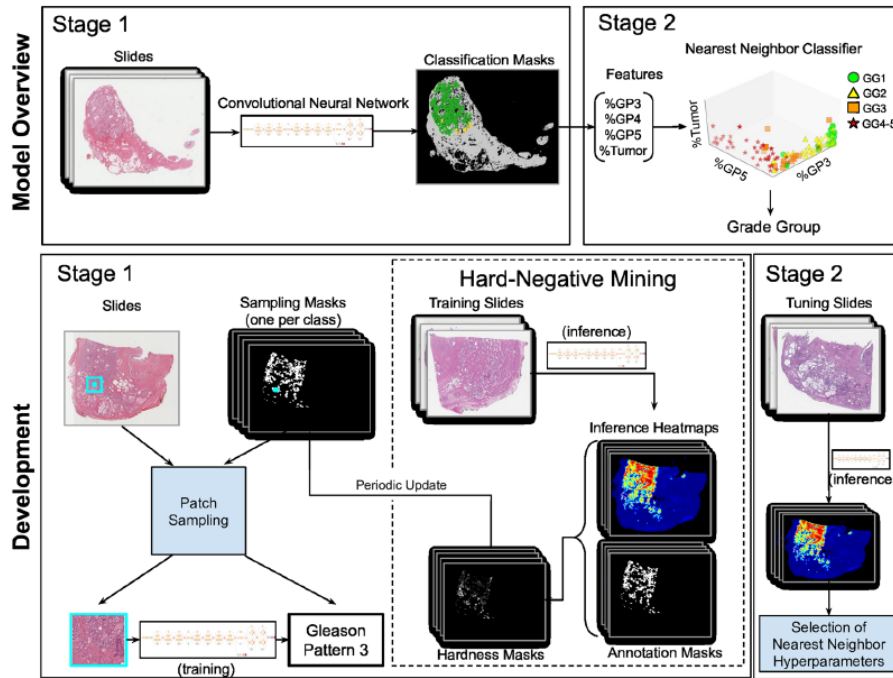 Model Overview
Stage 1
Slides
Convolutional Neural Network
Classification Masks
Stage 2
Nearest Neighbor Classifier
Features
%GP3
%GP4
%GP5
%Tumor
%Tumor
%GP5
%GP3
GG1
GG2
GG3
GG4-5
Grade Group
Development
Stage 1
Slides
Sampling Masks
(one per class)
Patch
Sampling
(training)
Gleason
Pattern 3
Hard-Negative Mining
Training Slides
(inference)
Inference Heatmaps
Periodic Update
Hardness Masks
Annotation Masks
Stage 2
Tuning Slides
(inference
Selection of
Nearest Neighbor
Hyperparameters